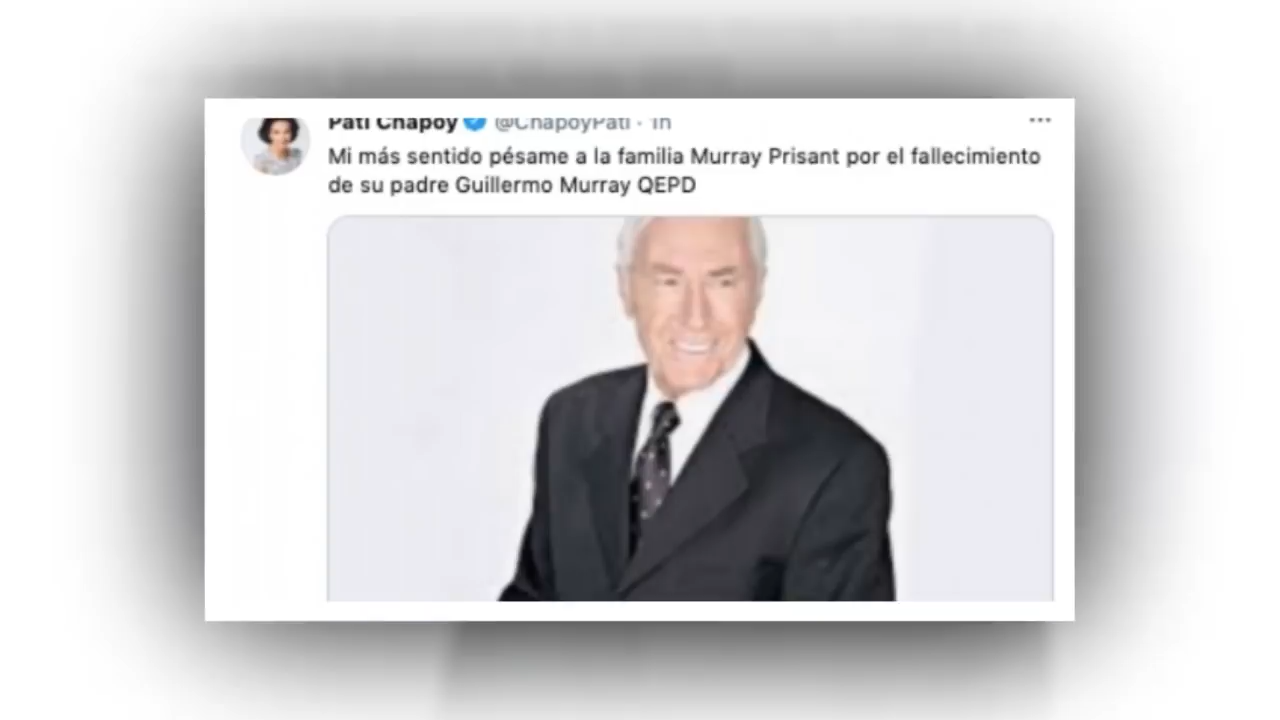 Pati Chapoy @ChapoyPati · 1h
Mi más sentido pésame a la familia Murray Prisant por el fallecimiento
de su padre Guillermo Murray QEPD